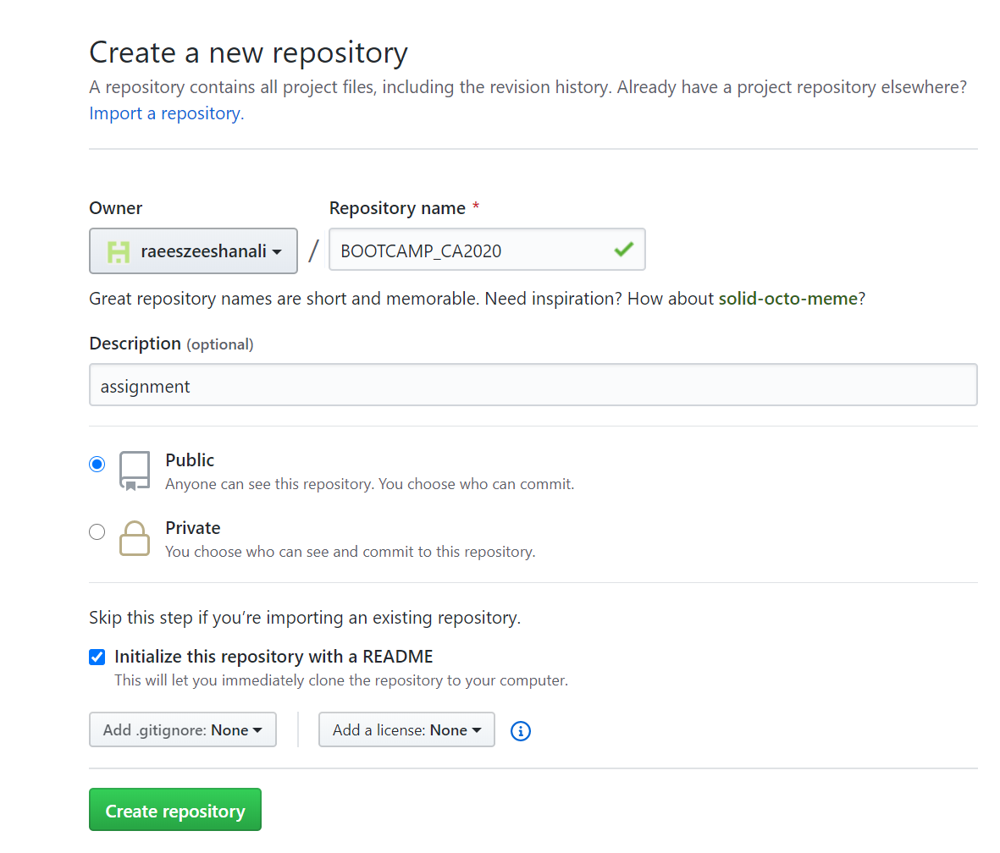 Create a new repository
A repository contains all project files, including the revision history. Already have a project repository elsewhere?
Import a repository.
Owner
Repository name *
raeeszeeshanali / BOOTCAMP_CA2020
Great repository names are short and memorable. Need inspiration? How about solid-octo-meme?
Description (optional)
assignment
Public
Anyone can see this repository. You choose who can commit.
Private
You choose who can see and commit to this repository.
Skip this step if you’re importing an existing repository.
Initialize this repository with a README
This will let you immediately clone the repository to your computer.
Add .gitignore: None
Add a license: None
Create repository